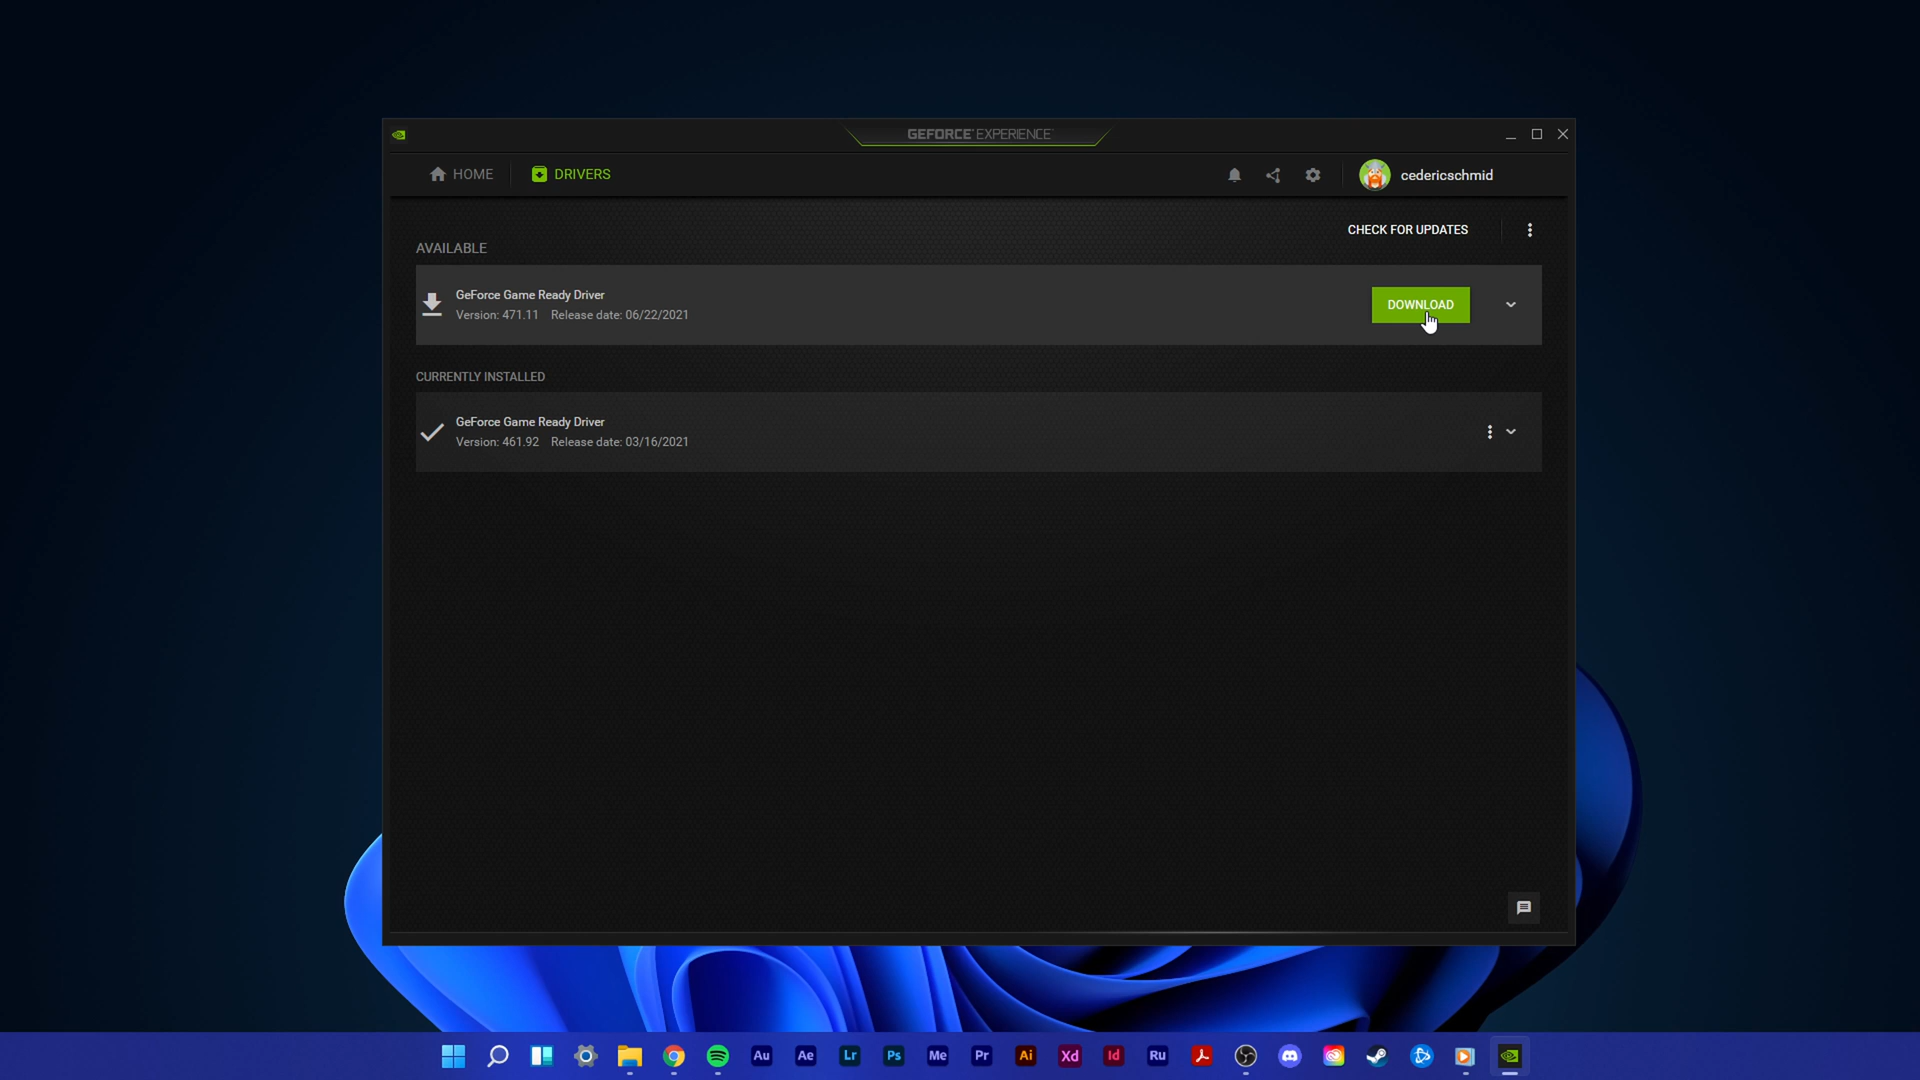 GEFORCE® EXPERIENCE™
HOME
DRIVERS
cedericschmid
CHECK FOR UPDATES
AVAILABLE
GeForce Game Ready Driver
Version: 471.11 Release date: 06/22/2021
DOWNLOAD
CURRENTLY INSTALLED
GeForce Game Ready Driver
Version: 461.92 Release date: 03/16/2021
Au Ae Lr Ps Me Pr Ai Xd Id Ru